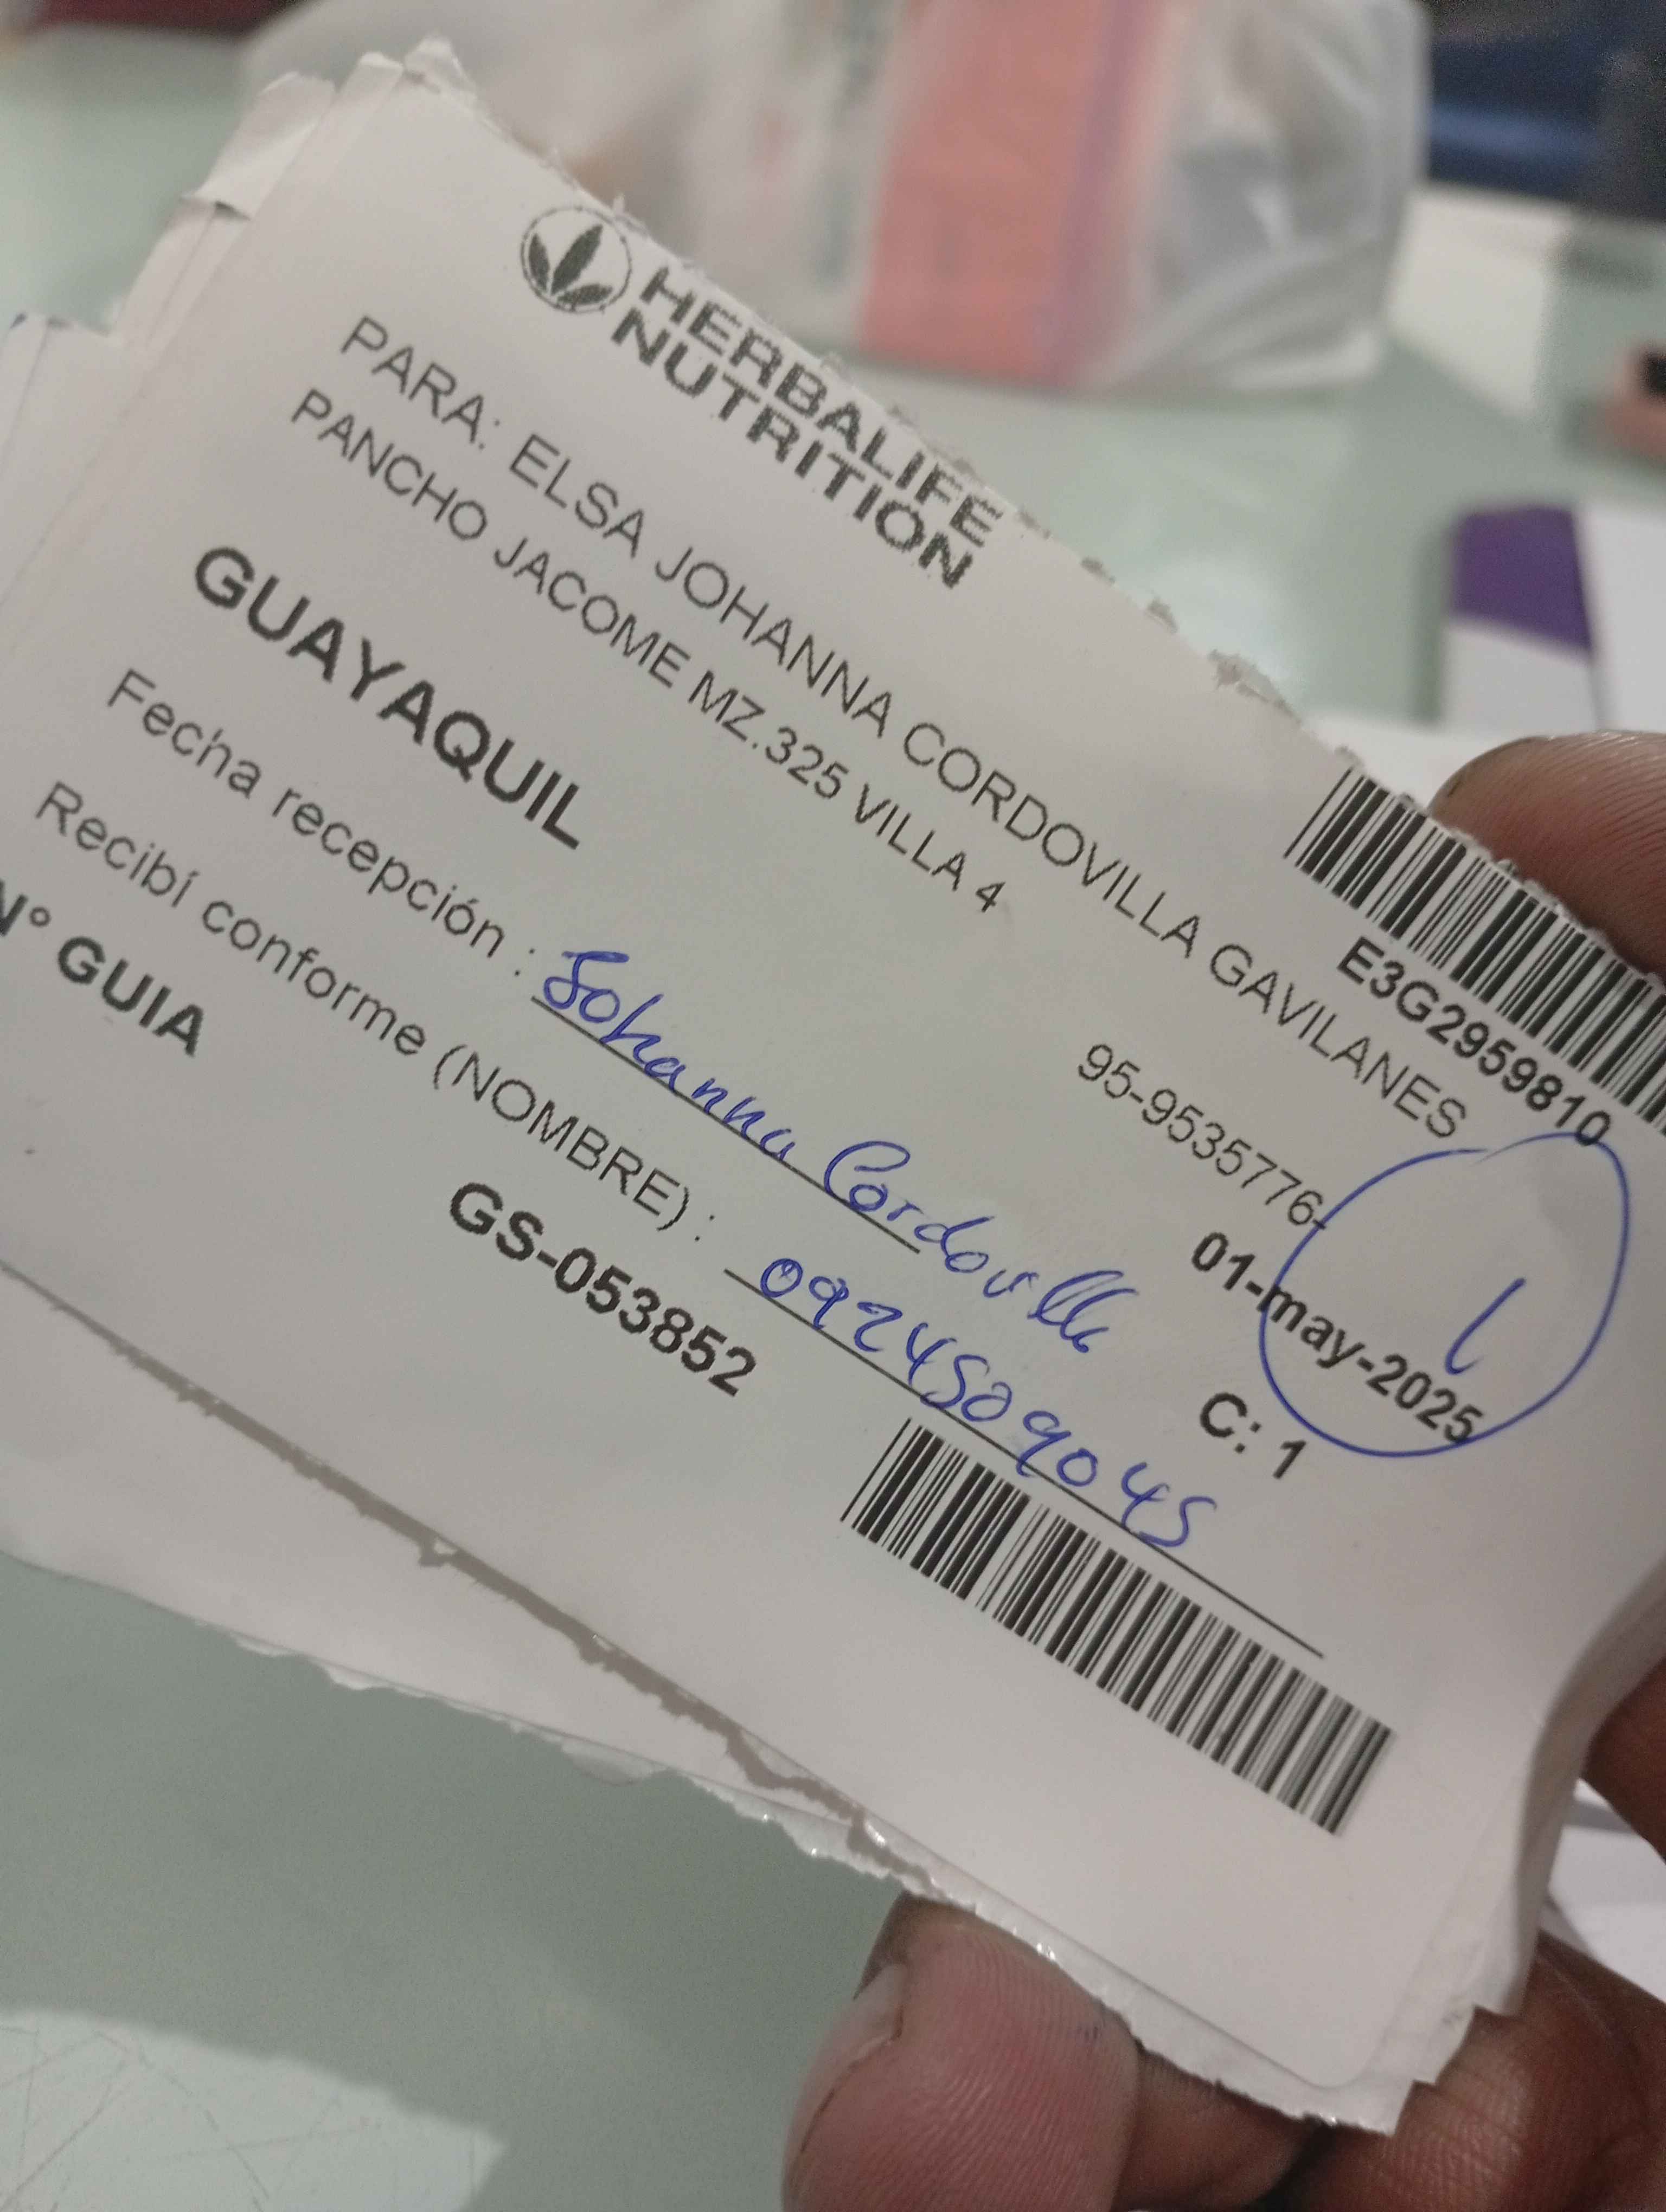 HERBALIFE
NUTRITION
E3G2959810
PARA: ELSA JOHANNA CORDOVILLA GAVILANES
PANCHO JACOME MZ.325 VILLA 4
95-9535776-
GUAYAQUIL
01-may-2025
1
Fecha recepción : Johanna Cordovilla
C: 1
Recibí conforme (NOMBRE) : 0924509045
N° GUIA
GS-053852